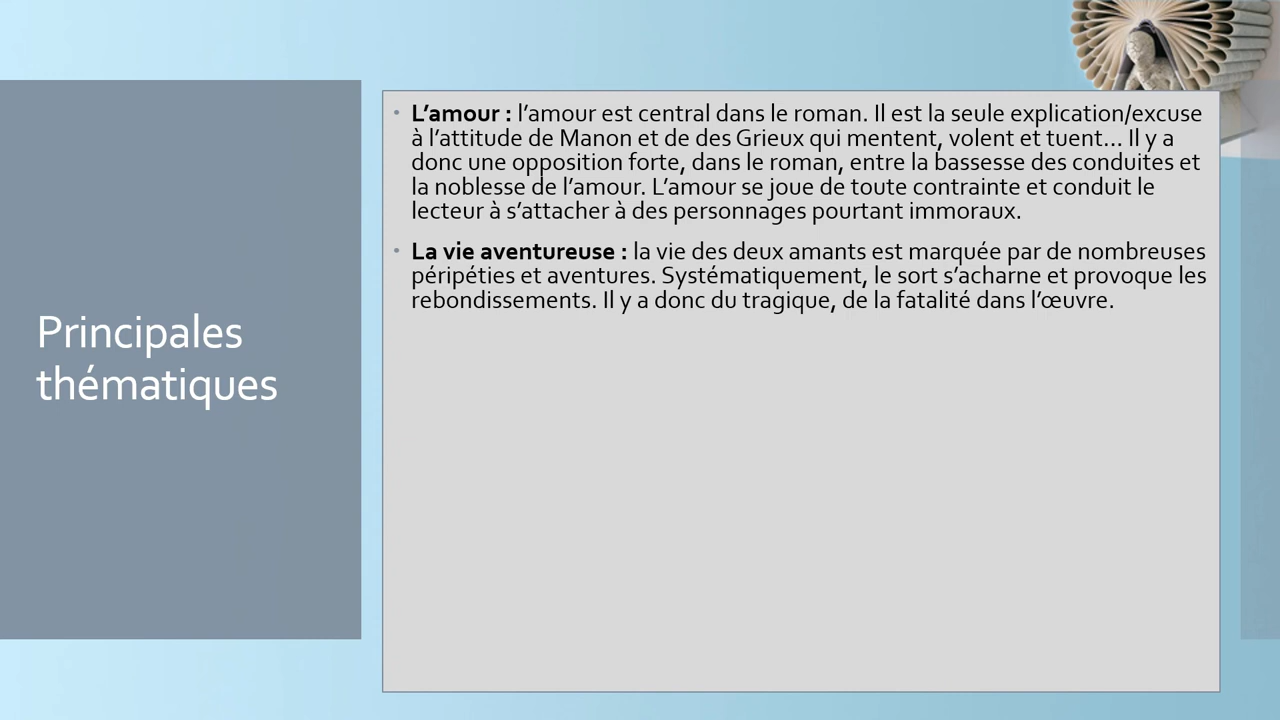 Principales
thématiques
• L’amour : l’amour est central dans le roman. Il est la seule explication/excuse
à l’attitude de Manon et de des Grieux qui mentent, volent et tuent… Il y a
donc une opposition forte, dans le roman, entre la bassesse des conduites et
la noblesse de l’amour. L’amour se joue de toute contrainte et conduit le
lecteur à s’attacher à des personnages pourtant immoraux.
• La vie aventureuse : la vie des deux amants est marquée par de nombreuses
péripéties et aventures. Systématiquement, le sort s’acharne et provoque les
rebondissements. Il y a donc du tragique, de la fatalité dans l’œuvre.